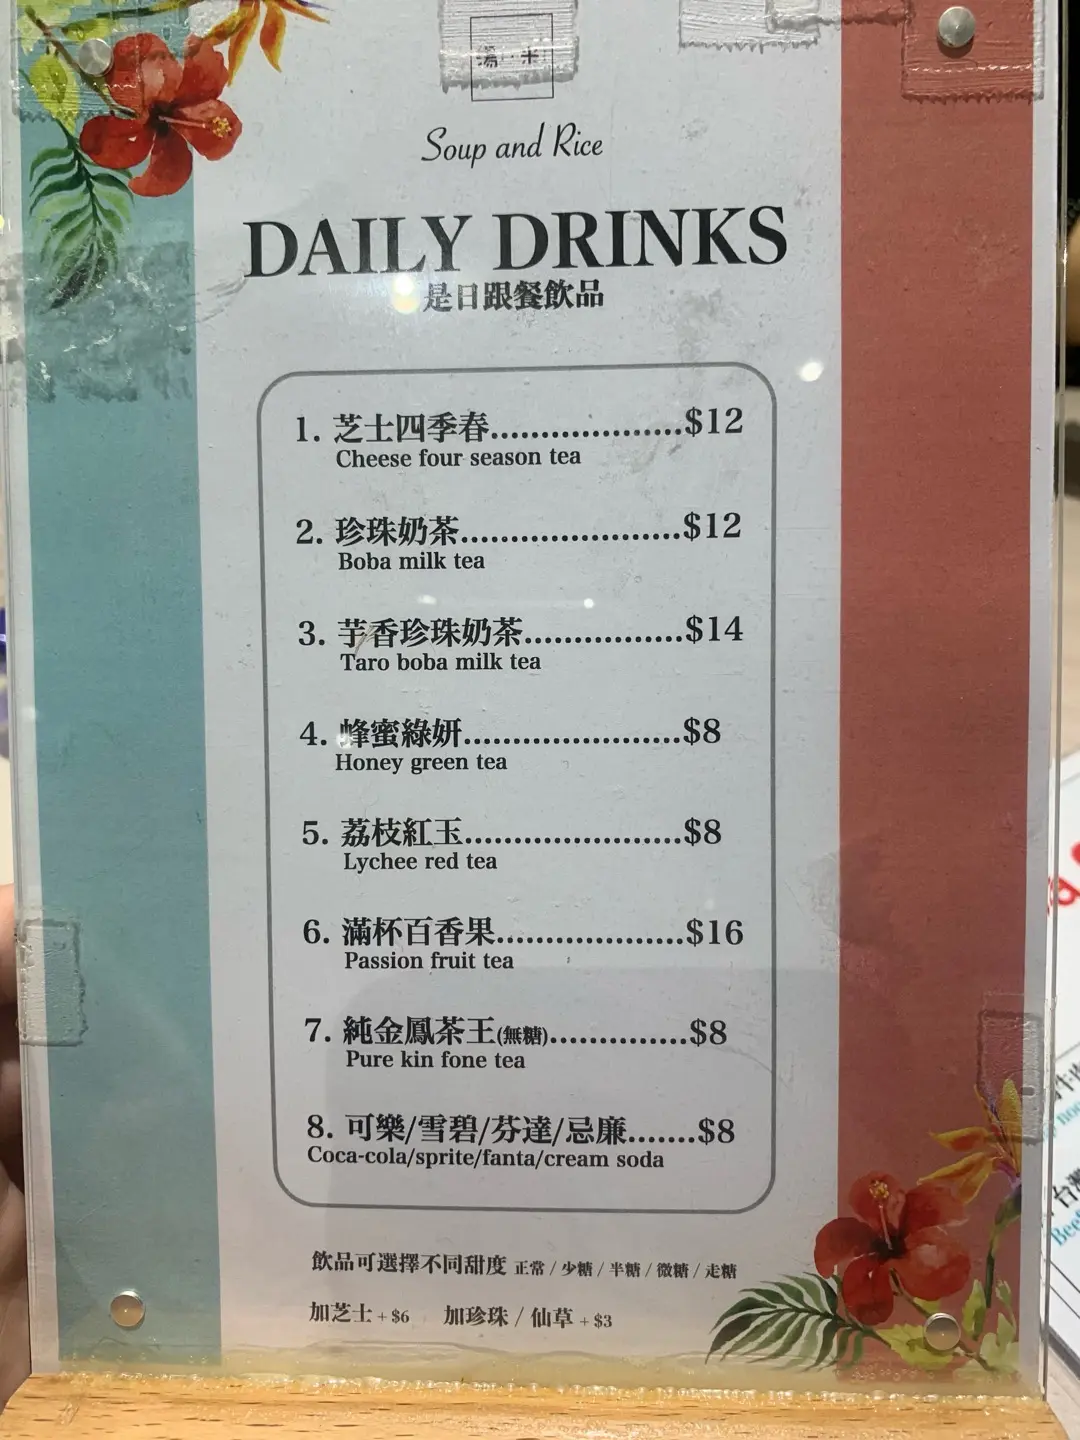 湯・米
Soup and Rice
DAILY DRINKS
是日跟餐飲品
1. 芝士四季春...................$12
Cheese four season tea
2. 珍珠奶茶......................$12
Boba milk tea
3. 芋香珍珠奶茶................$14
Taro boba milk tea
4. 蜂蜜綠妍......................$8
Honey green tea
5. 荔枝紅玉......................$8
Lychee red tea
6. 滿杯百香果...................$16
Passion fruit tea
7. 純金鳳茶王(無糖)..............$8
Pure kin fone tea
8. 可樂/雪碧/芬達/忌廉.......$8
Coca-cola/sprite/fanta/cream soda
飲品可選擇不同甜度 正常 / 少糖 / 半糖 / 微糖 / 走糖
加芝士 + $6 加珍珠 / 仙草 + $3